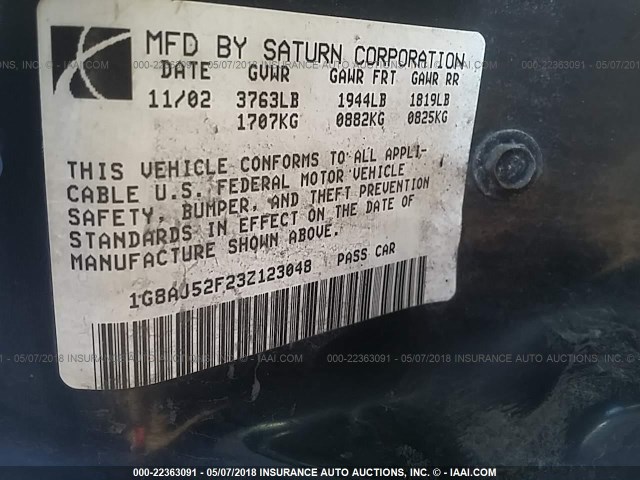 MFD BY SATURN CORPORATION
DATE GVWR GAWR FRT GAWR RR
11/02 3763LB 1944LB 1819LB
1707KG 0882KG 0825KG
THIS VEHICLE CONFORMS TO ALL APPLI-
CABLE U.S. FEDERAL MOTOR VEHICLE
SAFETY, BUMPER, AND THEFT PREVENTION
STANDARDS IN EFFECT ON THE DATE OF
MANUFACTURE SHOWN ABOVE.
1G8AJ52F23Z123048 PASS CAR
000-22363091 - 05/07/2018 INSURANCE AUTO AUCTIONS, INC. - © IAAI.COM